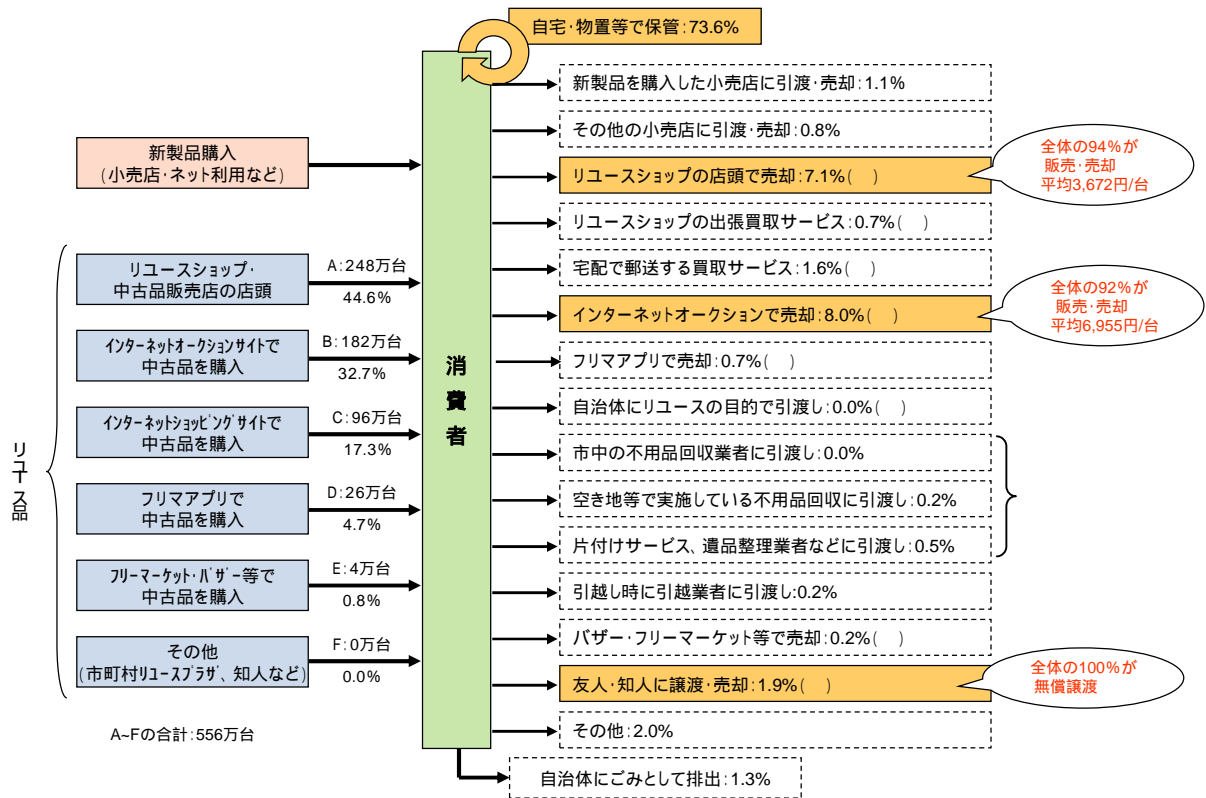 自宅・物置等で保管:73.6%
新製品を購入した小売店に引渡・売却:1.1%
その他の小売店に引渡・売却:0.8%
新製品購入
(小売店・ネット利用など)
リユースショップの店頭で売却:7.1%(　)
全体の94%が
販売・売却
平均3,672円/台
リユースショップの出張買取サービス:0.7%(　)
リユースショップ・
中古品販売店の店頭
A:248万台
44.6%
宅配で郵送する買取サービス:1.6%(　)
インターネットオークションで売却:8.0%(　)
全体の92%が
販売・売却
平均6,955円/台
インターネットオークションサイトで
中古品を購入
B:182万台
32.7%
フリマアプリで売却:0.7%(　)
消費者
自治体にリユースの目的で引渡し:0.0%(　)
インターネットショッピングサイトで
中古品を購入
C:96万台
17.3%
市中の不用品回収業者に引渡し:0.0%
リユース品
フリマアプリで
中古品を購入
D:26万台
4.7%
空き地等で実施している不用品回収に引渡し:0.2%
片付けサービス、遺品整理業者などに引渡し:0.5%
フリーマーケット・バザー等で
中古品を購入
E:4万台
0.8%
引越し時に引越業者に引渡し:0.2%
バザー・フリーマーケット等で売却:0.2%(　)
その他
(市町村リユースプラザ、知人など)
F:0万台
0.0%
友人・知人に譲渡・売却:1.9%(　)
全体の100%が
無償譲渡
その他:2.0%
A~Fの合計:556万台
自治体にごみとして排出:1.3%